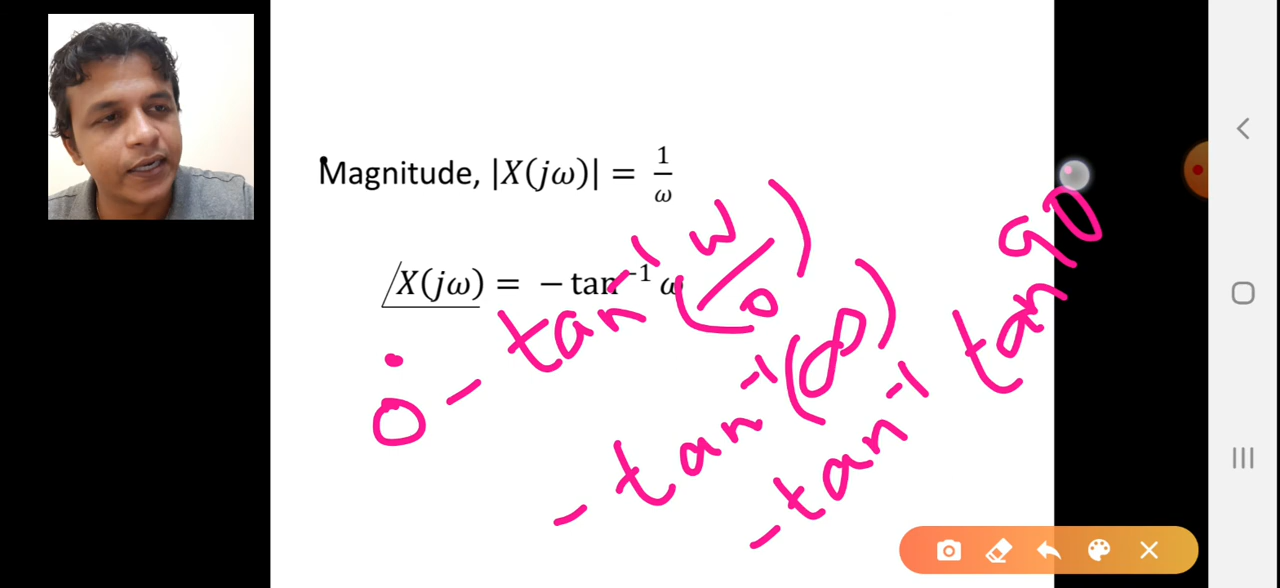 Magnitude, |X(jω)| = 1/ω
/X(jω) = − tan⁻¹ ω
0 - tan⁻¹ (w/0)
- tan⁻¹ (∞)
- tan⁻¹ tan 90